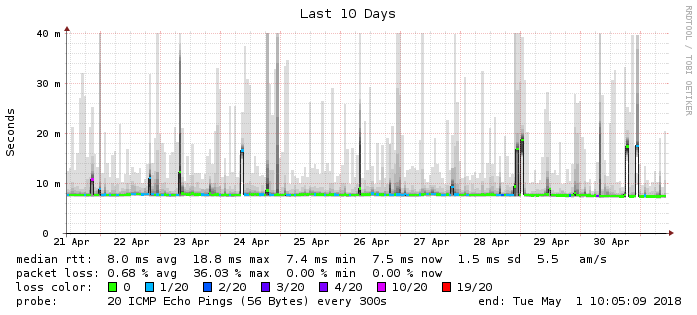 Last 10 Days
RRDTOOL / TOBI OETIKER
Seconds
40 m
30 m
20 m
10 m
0
21 Apr 22 Apr 23 Apr 24 Apr 25 Apr 26 Apr 27 Apr 28 Apr 29 Apr 30 Apr
median rtt: 8.0 ms avg 18.8 ms max 7.4 ms min 7.5 ms now 1.5 ms sd 5.5 am/s
packet loss: 0.68 % avg 36.03 % max 0.00 % min 0.00 % now
loss color: 0 1/20 2/20 3/20 4/20 10/20 19/20
probe: 20 ICMP Echo Pings (56 Bytes) every 300s end: Tue May 1 10:05:09 2018